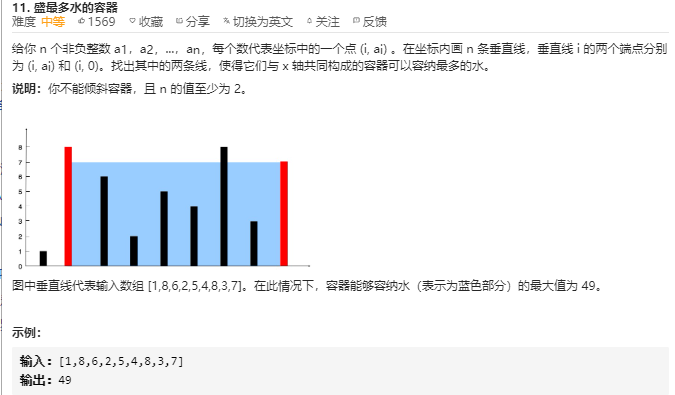 11. 盛最多水的容器
难度 中等 1569 收藏 分享 切换为英文 关注 反馈
给你 n 个非负整数 a1，a2，...，an，每个数代表坐标中的一个点 (i, ai) 。在坐标内画 n 条垂直线，垂直线 i 的两个端点分别
为 (i, ai) 和 (i, 0)。找出其中的两条线，使得它们与 x 轴共同构成的容器可以容纳最多的水。
说明：你不能倾斜容器，且 n 的值至少为 2。
8
7
6
5
4
3
2
1
0
图中垂直线代表输入数组 [1,8,6,2,5,4,8,3,7]。在此情况下，容器能够容纳水（表示为蓝色部分）的最大值为 49。
示例：
输入：[1,8,6,2,5,4,8,3,7]
输出：49